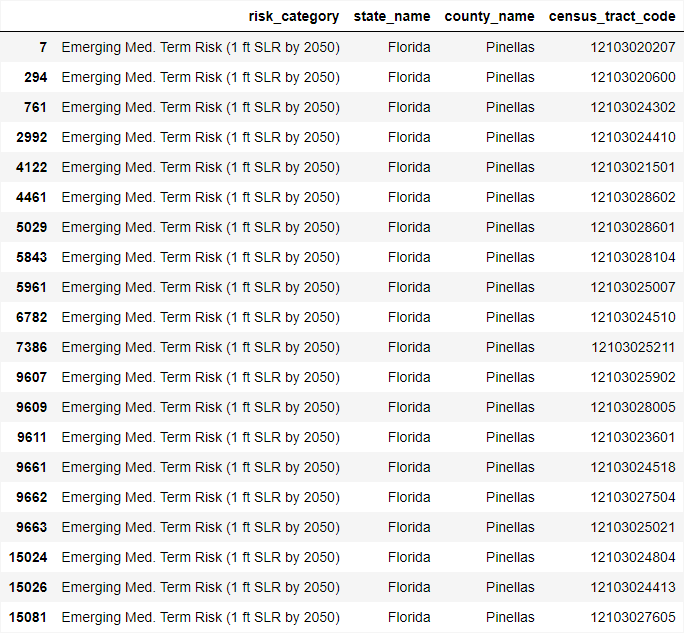 risk_category state_name county_name census_tract_code
7 Emerging Med. Term Risk (1 ft SLR by 2050) Florida Pinellas 12103020207
294 Emerging Med. Term Risk (1 ft SLR by 2050) Florida Pinellas 12103020600
761 Emerging Med. Term Risk (1 ft SLR by 2050) Florida Pinellas 12103024302
2992 Emerging Med. Term Risk (1 ft SLR by 2050) Florida Pinellas 12103024410
4122 Emerging Med. Term Risk (1 ft SLR by 2050) Florida Pinellas 12103021501
4461 Emerging Med. Term Risk (1 ft SLR by 2050) Florida Pinellas 12103028602
5029 Emerging Med. Term Risk (1 ft SLR by 2050) Florida Pinellas 12103028601
5843 Emerging Med. Term Risk (1 ft SLR by 2050) Florida Pinellas 12103028104
5961 Emerging Med. Term Risk (1 ft SLR by 2050) Florida Pinellas 12103025007
6782 Emerging Med. Term Risk (1 ft SLR by 2050) Florida Pinellas 12103024510
7386 Emerging Med. Term Risk (1 ft SLR by 2050) Florida Pinellas 12103025211
9607 Emerging Med. Term Risk (1 ft SLR by 2050) Florida Pinellas 12103025902
9609 Emerging Med. Term Risk (1 ft SLR by 2050) Florida Pinellas 12103028005
9611 Emerging Med. Term Risk (1 ft SLR by 2050) Florida Pinellas 12103023601
9661 Emerging Med. Term Risk (1 ft SLR by 2050) Florida Pinellas 12103024518
9662 Emerging Med. Term Risk (1 ft SLR by 2050) Florida Pinellas 12103027504
9663 Emerging Med. Term Risk (1 ft SLR by 2050) Florida Pinellas 12103025021
15024 Emerging Med. Term Risk (1 ft SLR by 2050) Florida Pinellas 12103024804
15026 Emerging Med. Term Risk (1 ft SLR by 2050) Florida Pinellas 12103024413
15081 Emerging Med. Term Risk (1 ft SLR by 2050) Florida Pinellas 12103027605